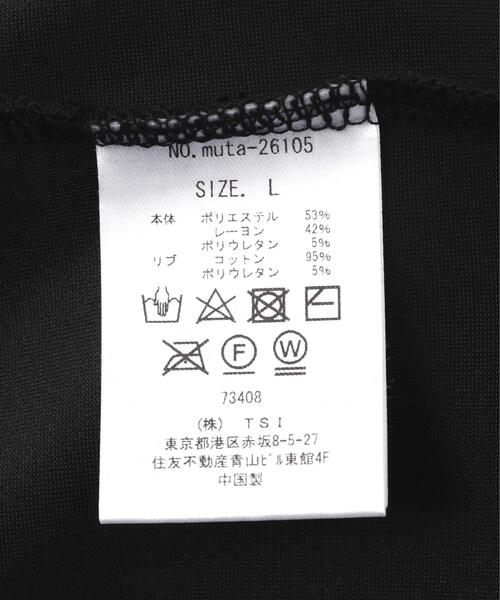 NO.muta-26105
SIZE. L
本体 ポリエステル 53%
レーヨン 42%
ポリウレタン 5%
リブ コットン 95%
ポリウレタン 5%
F W
73408
(株) TSI
東京都港区赤坂8-5-27
住友不動産青山ビル東館4F
中国製